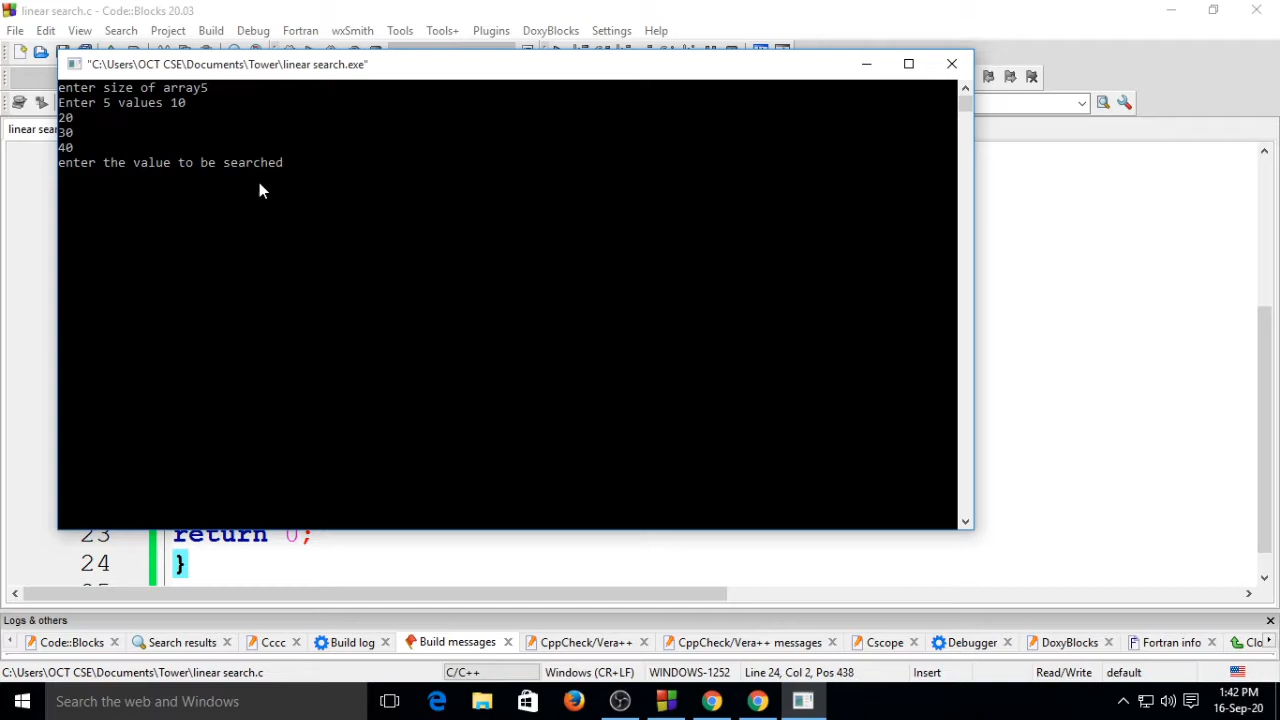 linear search.c - Code::Blocks 20.03
File Edit View Search Project Build Debug Fortran wxSmith Tools Tools+ Plugins DoxyBlocks Settings Help
"C:\Users\OCT CSE\Documents\Tower\linear search.exe"
enter size of array5
Enter 5 values 10
20
30
40
enter the value to be searched
linear sear
23 return 0;
24 }
Logs & others
Code::Blocks Search results Cccc Build log Build messages CppCheck/Vera++ CppCheck/Vera++ messages Cscope Debugger DoxyBlocks Fortran info Clo
C:\Users\OCT CSE\Documents\Tower\linear search.c C/C++ Windows (CR+LF) WINDOWS-1252 Line 24, Col 2, Pos 438 Insert Read/Write default
Search the web and Windows
1:42 PM
16-Sep-20